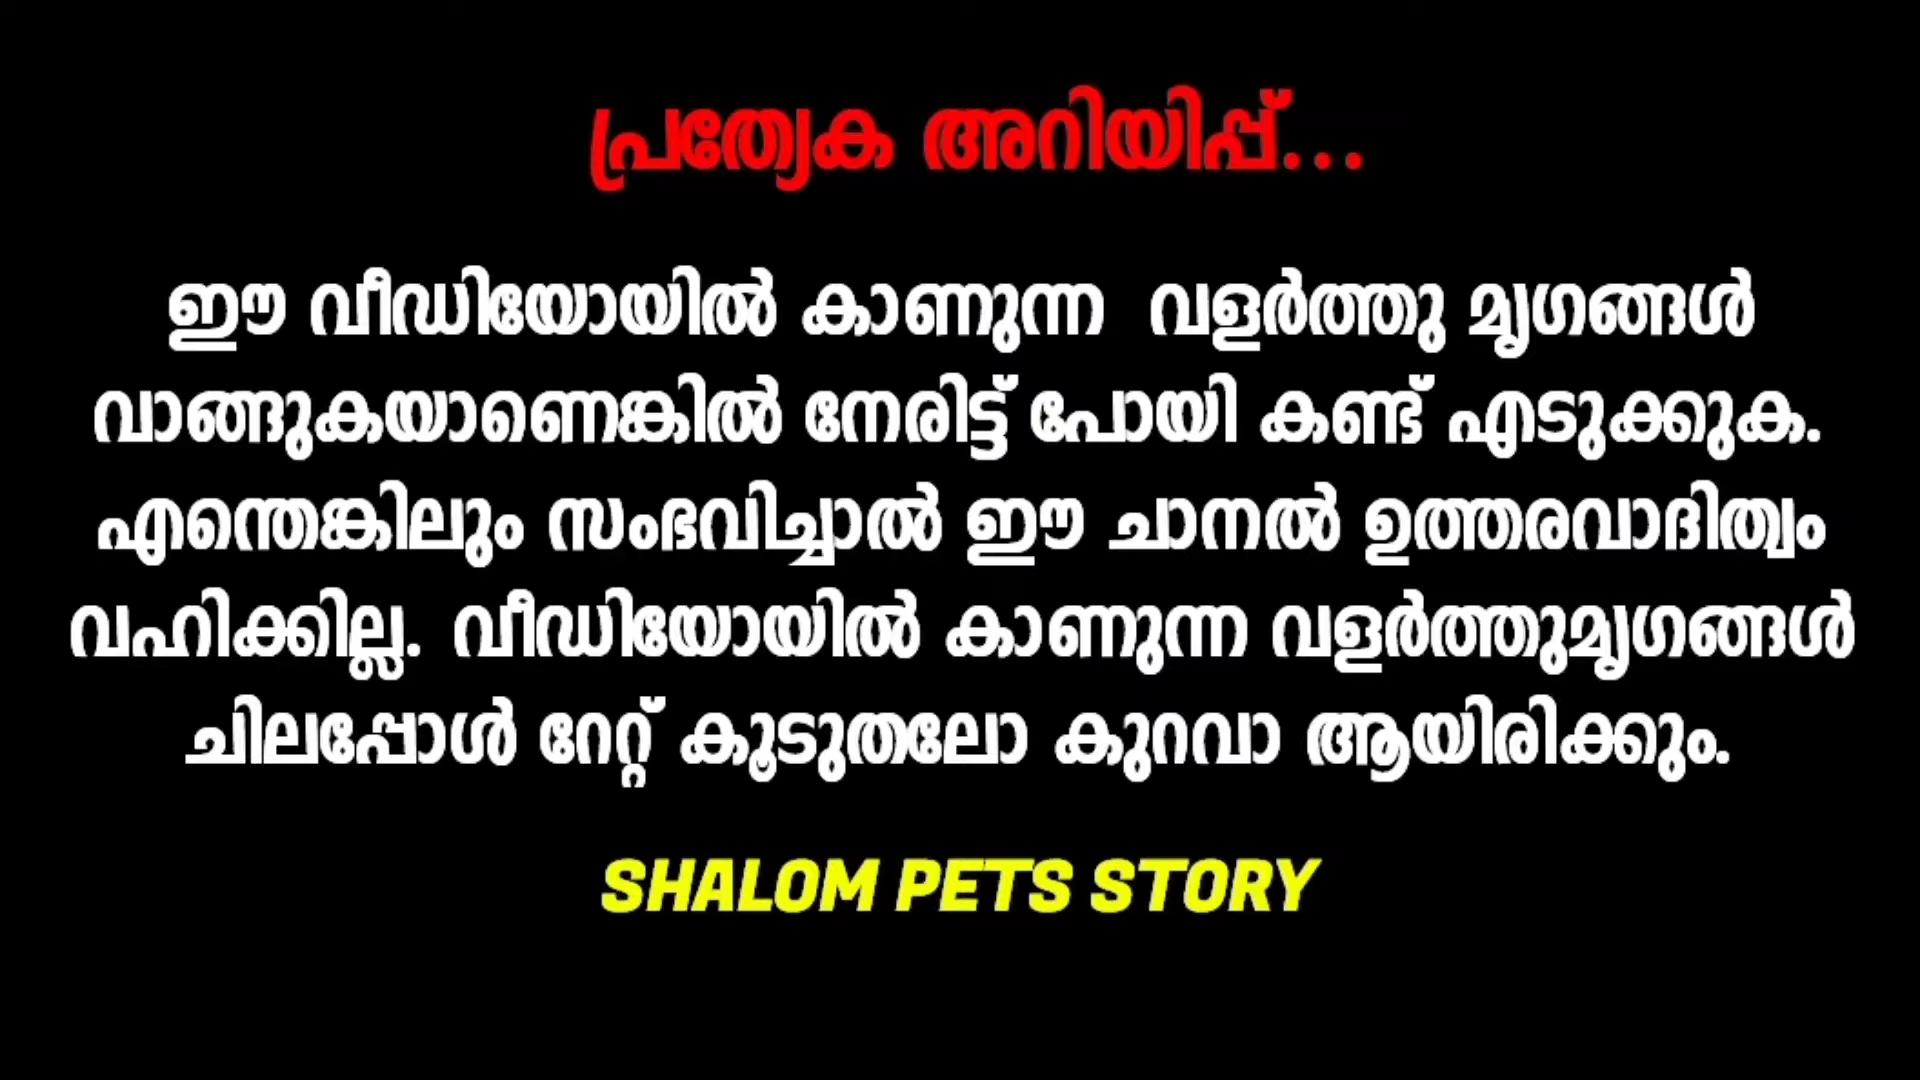 പ്രത്യേക അറിയിപ്പ്...
ഈ വീഡിയോയിൽ കാണുന്ന വളർത്തു മൃഗങ്ങൾ
വാങ്ങുകയാണെങ്കിൽ നേരിട്ട് പോയി കണ്ട് എടുക്കുക.
എന്തെങ്കിലും സംഭവിച്ചാൽ ഈ ചാനൽ ഉത്തരവാദിത്വം
വഹിക്കില്ല. വീഡിയോയിൽ കാണുന്ന വളർത്തുമൃഗങ്ങൾ
ചിലപ്പോൾ റേറ്റ് കൂടുതലോ കുറവാ ആയിരിക്കും.
SHALOM PETS STORY